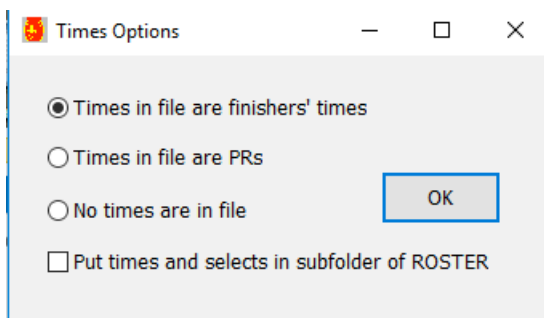 Times Options
Times in file are finishers' times
Times in file are PRs
No times are in file
OK
Put times and selects in subfolder of ROSTER